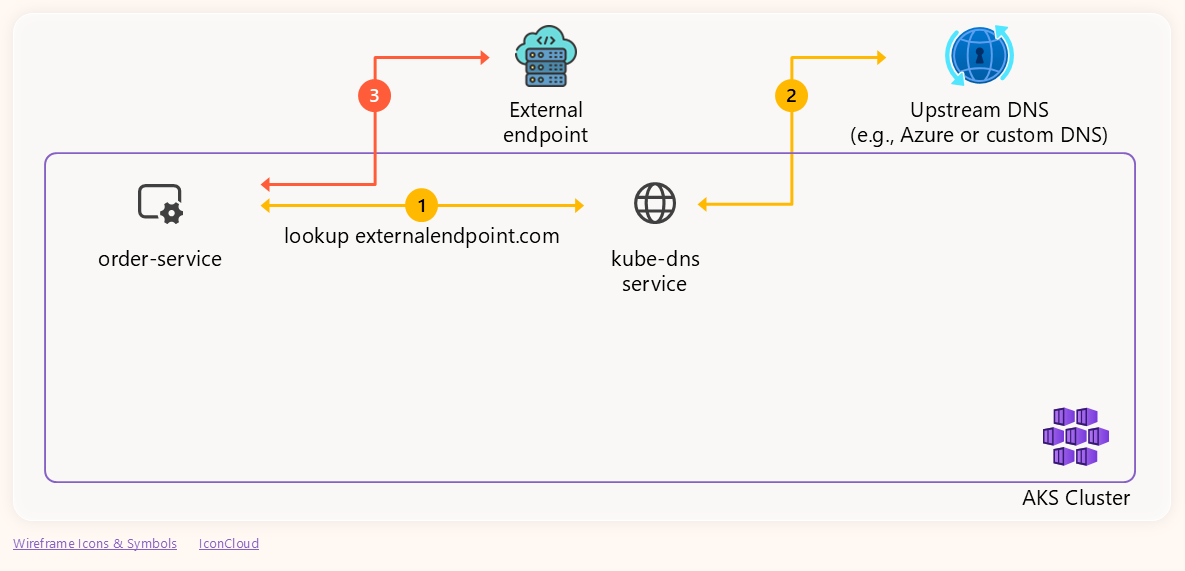 3
2
External
endpoint
Upstream DNS
(e.g., Azure or custom DNS)
1
lookup externalendpoint.com
order-service
kube-dns
service
AKS Cluster
Wireframe Icons & Symbols
IconCloud